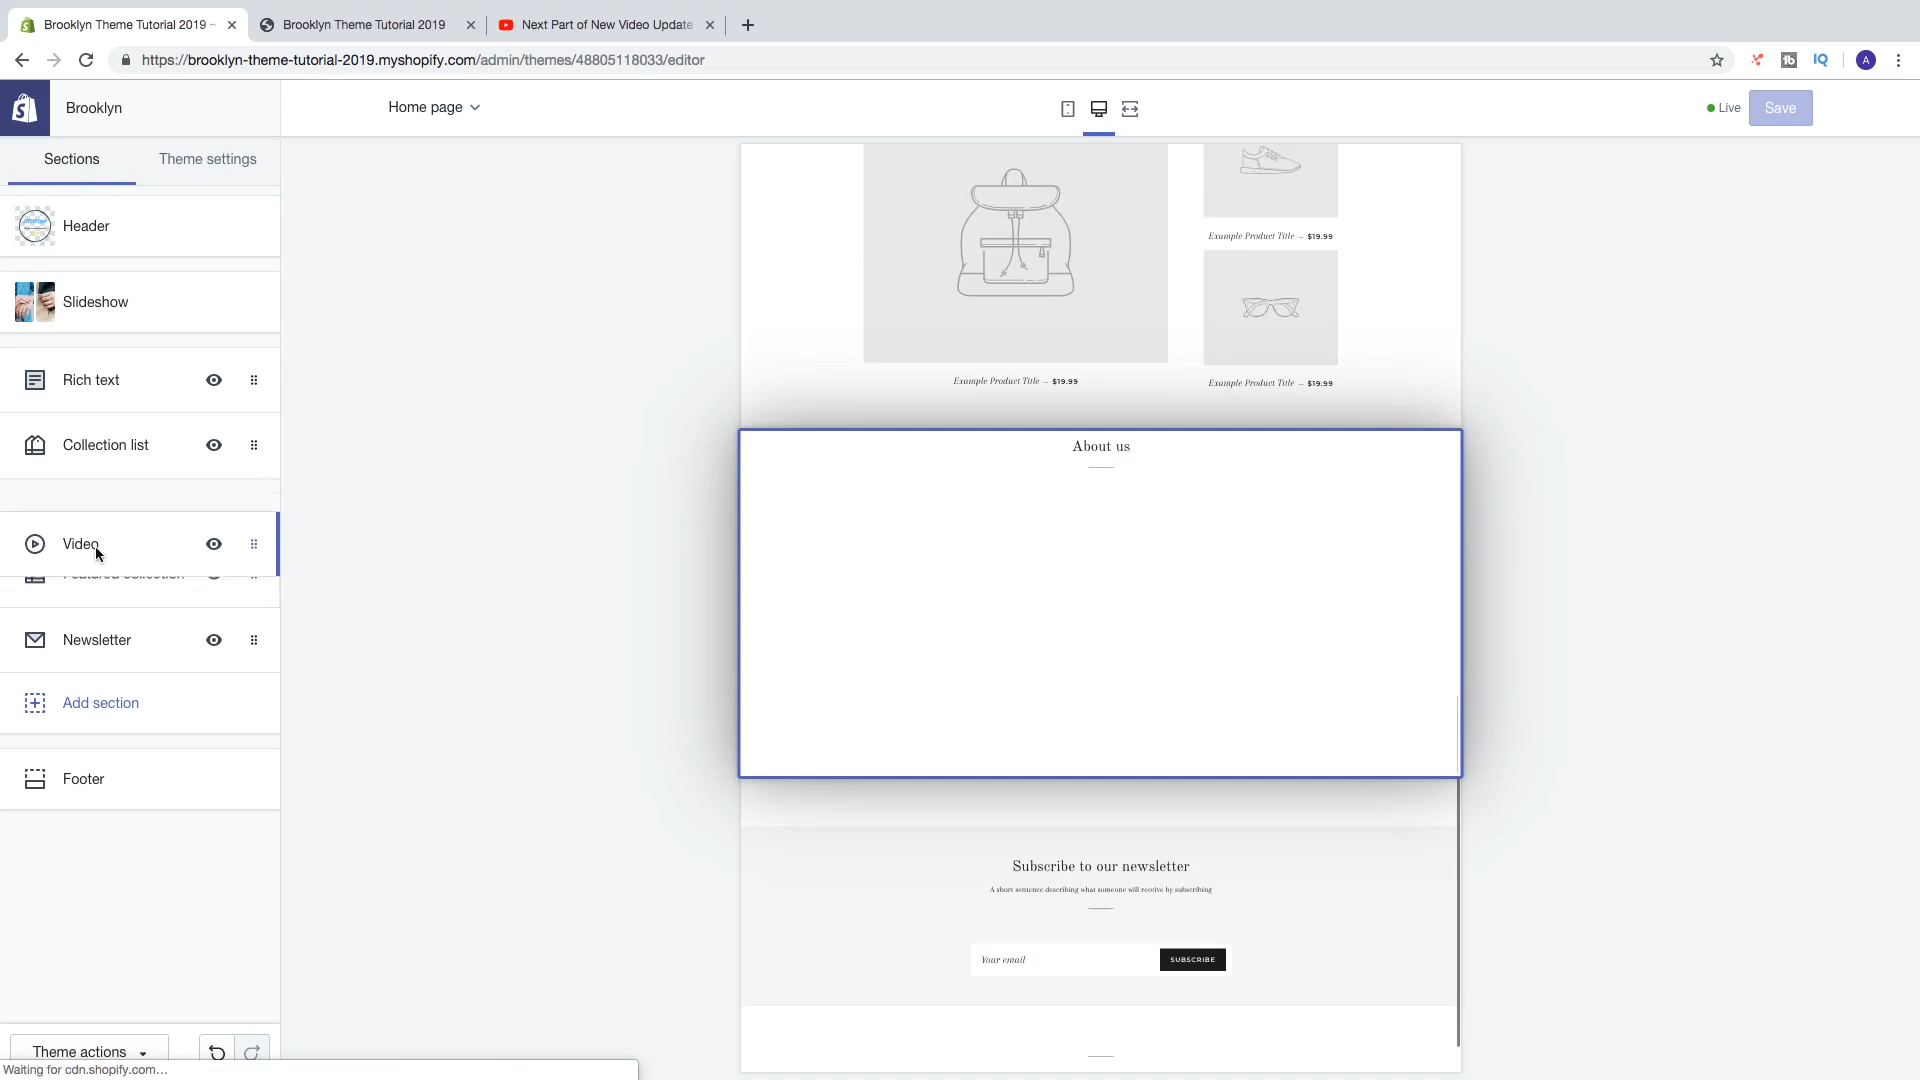 Brooklyn Theme Tutorial 2019 ~
Brooklyn Theme Tutorial 2019
Next Part of New Video Update
https://brooklyn-theme-tutorial-2019.myshopify.com/admin/themes/48805118033/editor
A
Brooklyn
Home page
Live
Save
Sections
Theme settings
Header
Slideshow
Rich text
Collection list
Video
Featured collection
Newsletter
Add section
Footer
Theme actions
Waiting for cdn.shopify.com...
Example Product Title – $19.99
Example Product Title – $19.99
Example Product Title – $19.99
About us
Subscribe to our newsletter
A short sentence describing what someone will receive by subscribing
Your email
SUBSCRIBE